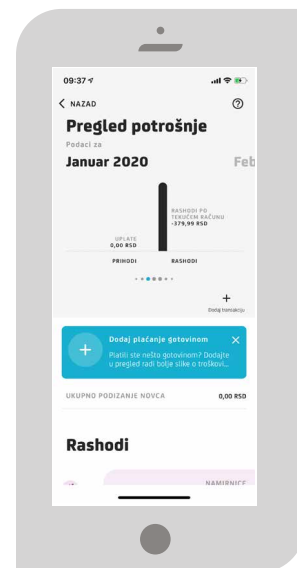 09:37
NAZAD
Pregled potrošnje
Podaci za
Januar 2020
Feb
RASHODI PO
TEKUĆEM RAČUNU
-379,99 RSD
UPLATE
0,00 RSD
PRIHODI
RASHODI
Dodaj transakciju
Dodaj plaćanje gotovinom
Platili ste nešto gotovinom? Dodajte
u pregled radi bolje slike o troškovi...
UKUPNO PODIZANJE NOVCA
0,00 RSD
Rashodi
NAMIRNICE